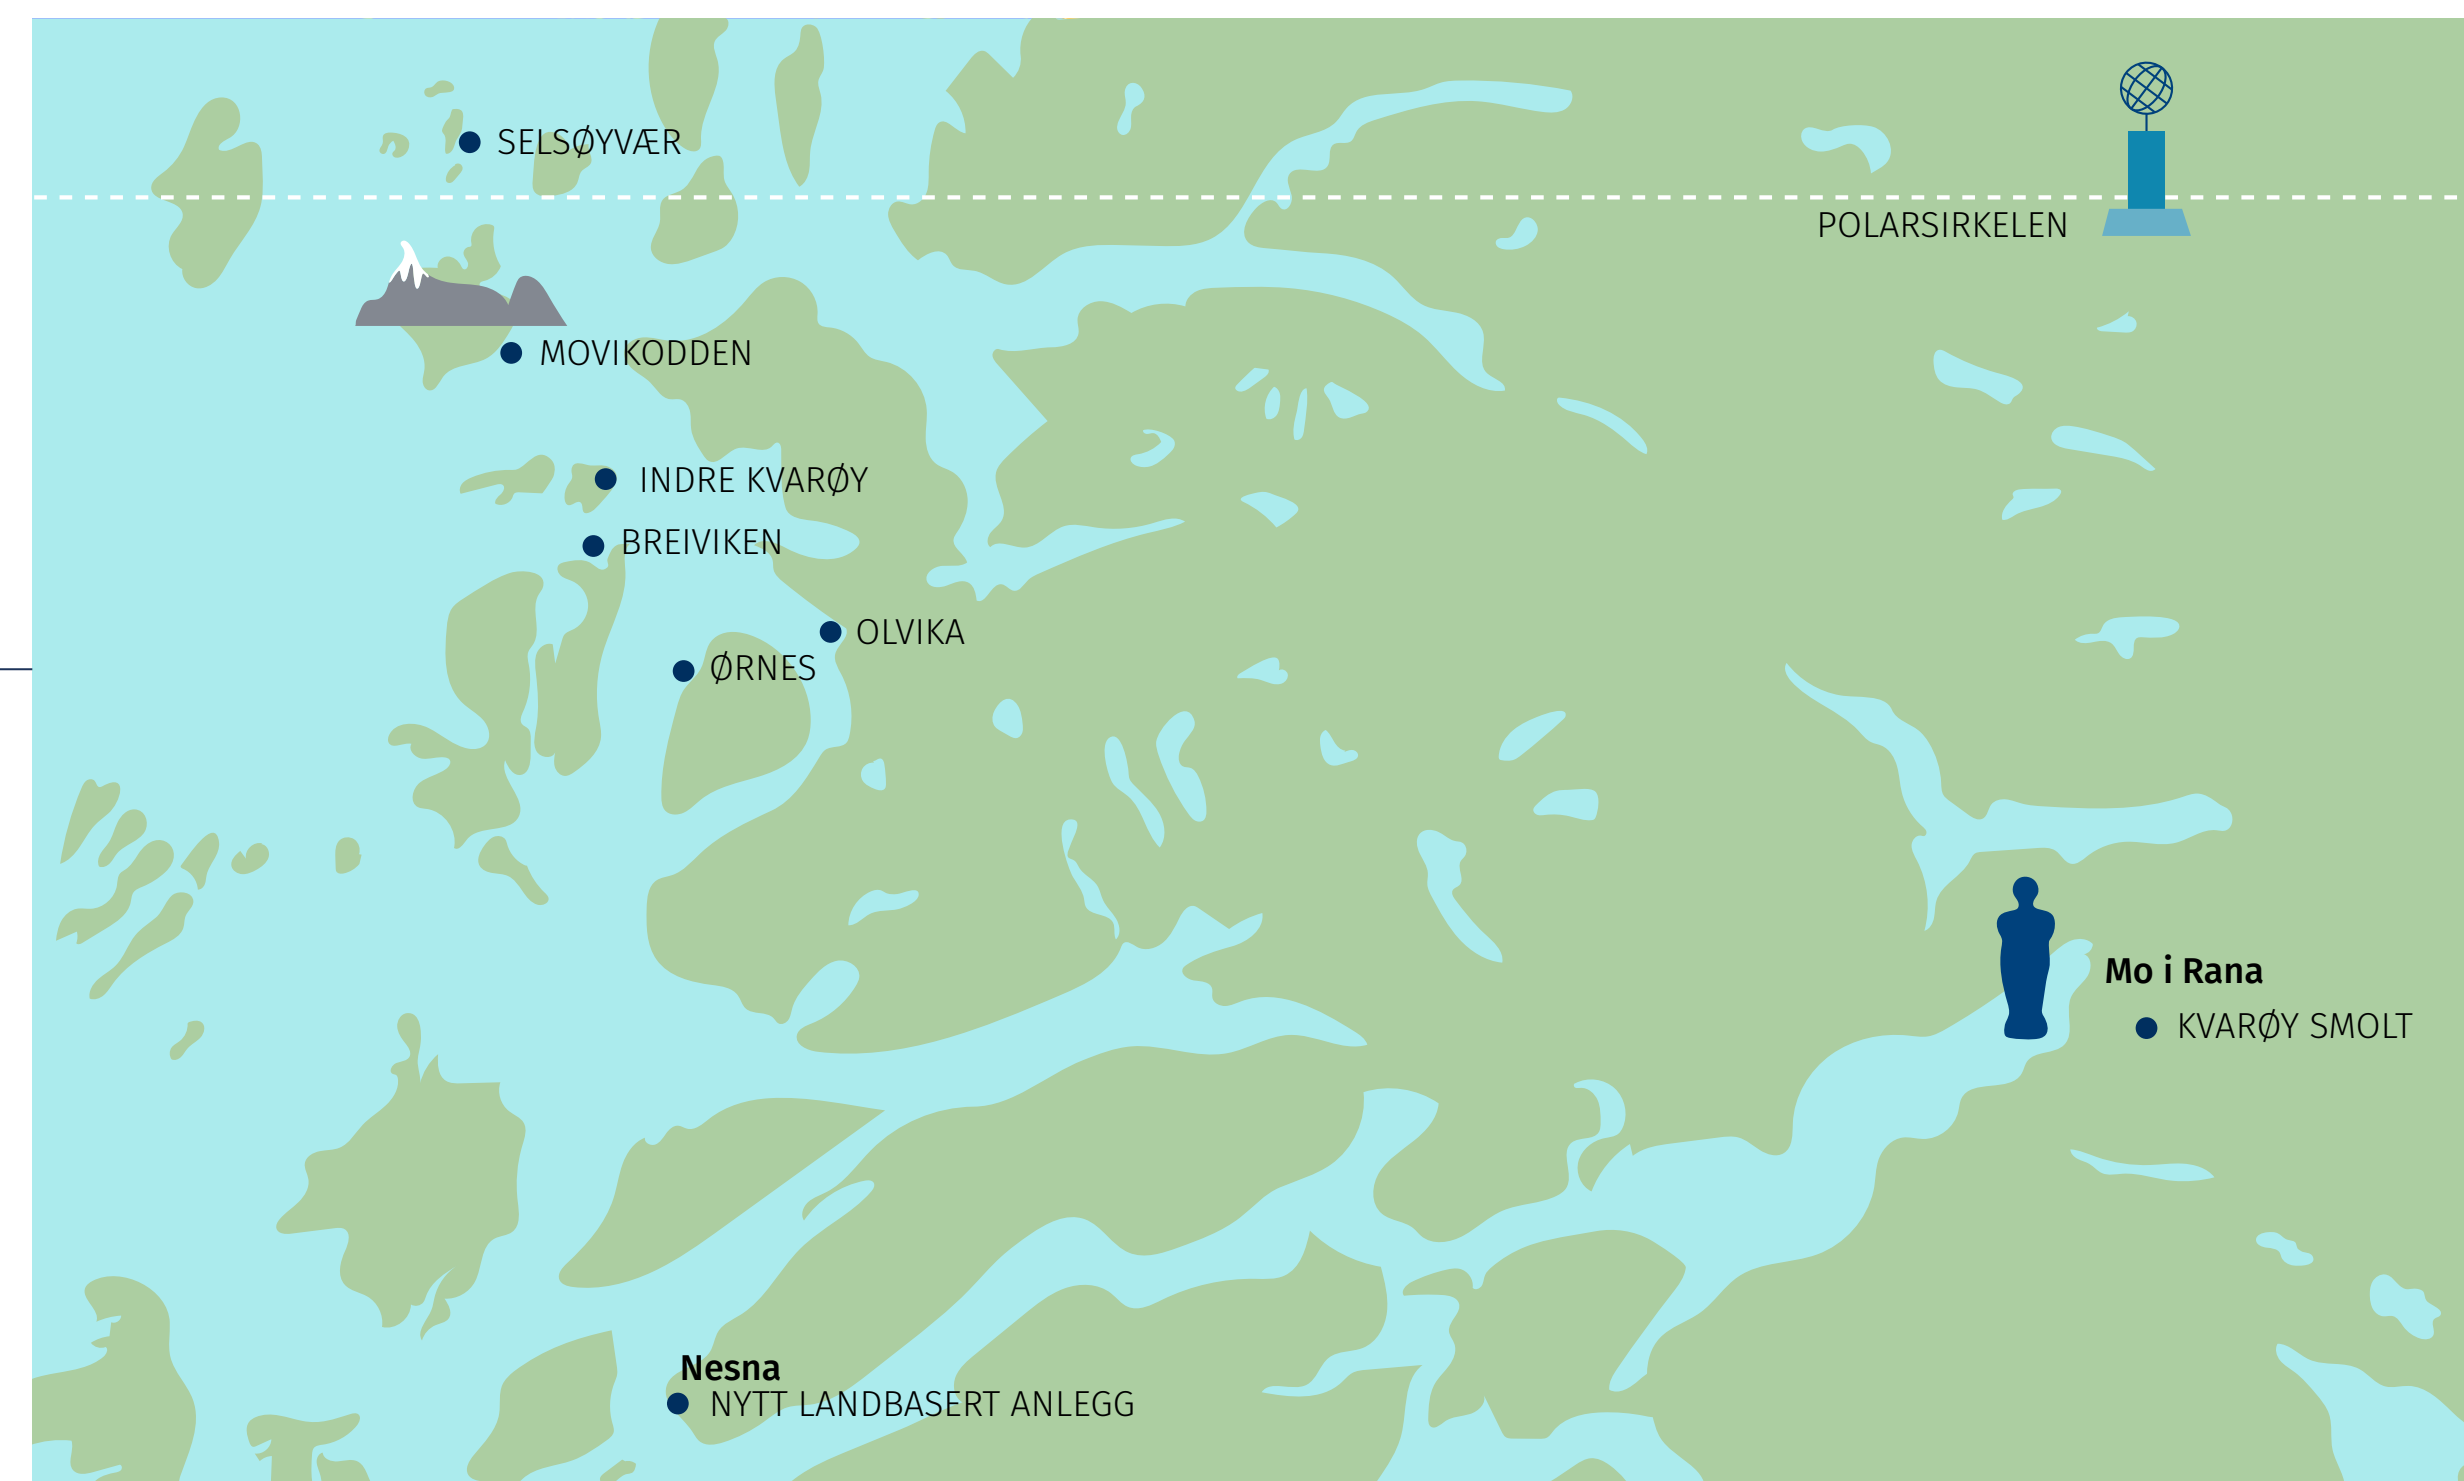 SELSØYVÆR
POLARSIRKELEN
MOVIKODDEN
INDRE KVARØY
BREIVIKEN
OLVIKA
ØRNES
Mo i Rana
KVARØY SMOLT
Nesna
NYTT LANDBASERT ANLEGG